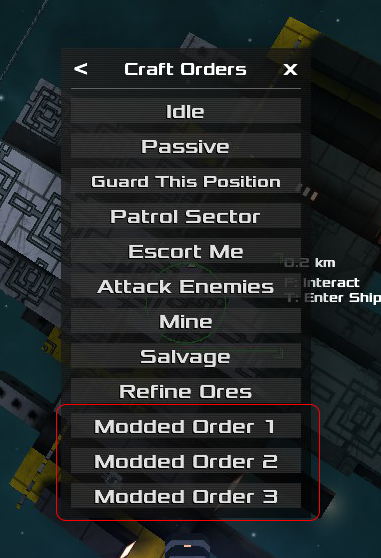 < Craft Orders X
Idle
Passive
Guard This Position
Patrol Sector
Escort Me
0.2 km
Attack Enemies
F: Interact
T: Enter Ship
Mine
Salvage
Refine Ores
Modded Order 1
Modded Order 2
Modded Order 3